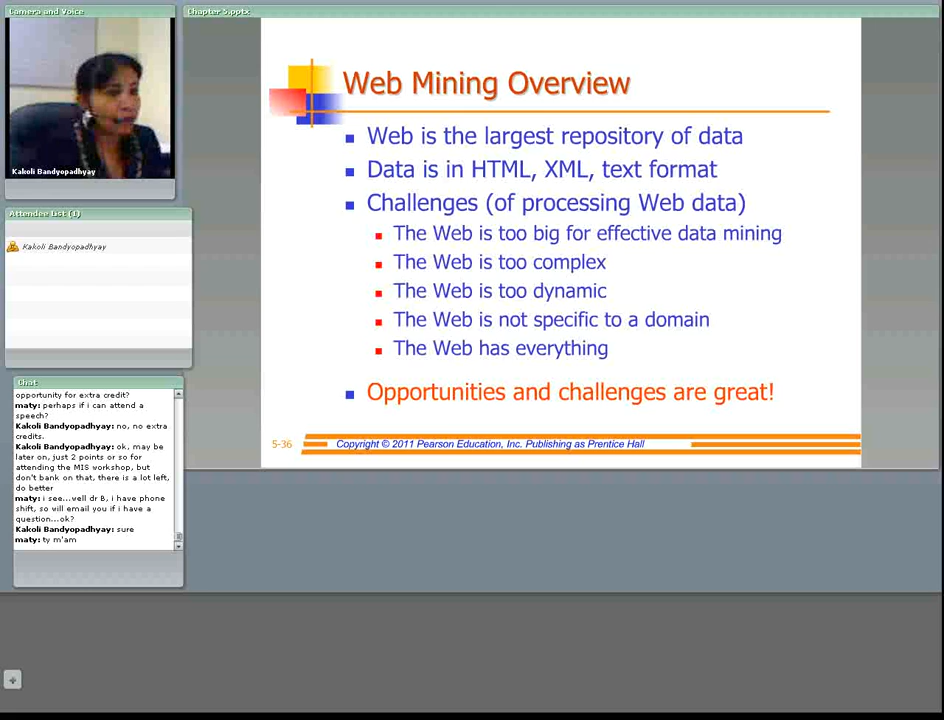 Camera and Voice
Chapter 5.pptx
Kakoli Bandyopadhyay
Attendee List (1)
Kakoli Bandyopadhyay
Chat
opportunity for extra credit?
maty: perhaps if i can attend a
speech?
Kakoli Bandyopadhyay: no, no extra
credits.
Kakoli Bandyopadhyay: ok, may be
later on, just 2 points or so for
attending the MIS workshop, but
don't bank on that, there is a lot left,
do better
maty: i see...well dr B, i have phone
shift, so will email you if i have a
question...ok?
Kakoli Bandyopadhyay: sure
maty: ty m'am
Web Mining Overview
Web is the largest repository of data
Data is in HTML, XML, text format
Challenges (of processing Web data)
The Web is too big for effective data mining
The Web is too complex
The Web is too dynamic
The Web is not specific to a domain
The Web has everything
Opportunities and challenges are great!
5-36
Copyright © 2011 Pearson Education, Inc. Publishing as Prentice Hall